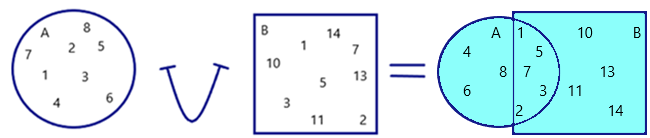 A 8
7 2 5
1 3
4 6
∪
B 14
1 7
10 13
5
3
11 2
=
A 1 10 B
4 5
8 7 13
6 3 11
2 14